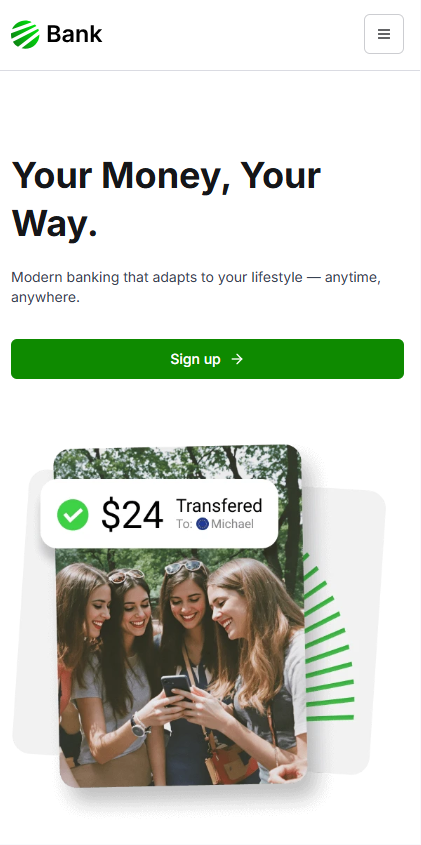 Bank
Your Money, Your
Way.
Modern banking that adapts to your lifestyle — anytime,
anywhere.
Sign up →
$24 Transfered
To: Michael